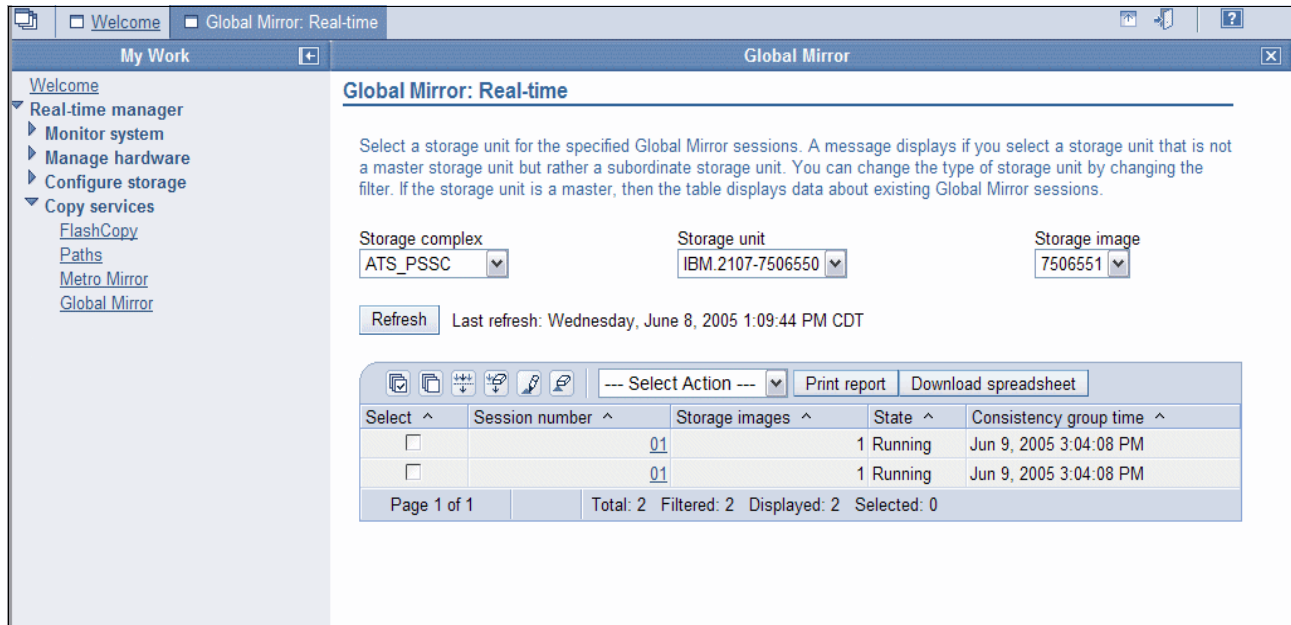 Welcome
Global Mirror: Real-time
?
My Work
Global Mirror
Welcome
Real-time manager
Monitor system
Manage hardware
Configure storage
Copy services
FlashCopy
Paths
Metro Mirror
Global Mirror
Global Mirror: Real-time
Select a storage unit for the specified Global Mirror sessions. A message displays if you select a storage unit that is not
a master storage unit but rather a subordinate storage unit. You can change the type of storage unit by changing the
filter. If the storage unit is a master, then the table displays data about existing Global Mirror sessions.
Storage complex Storage unit Storage image
ATS_PSSC IBM.2107-7506550 7506551
Refresh Last refresh: Wednesday, June 8, 2005 1:09:44 PM CDT
--- Select Action --- Print report Download spreadsheet
Select ^ Session number ^ Storage images ^ State ^ Consistency group time ^
01 1 Running Jun 9, 2005 3:04:08 PM
01 1 Running Jun 9, 2005 3:04:08 PM
Page 1 of 1 Total: 2 Filtered: 2 Displayed: 2 Selected: 0